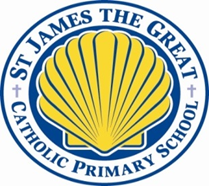 ST JAMES THE GREAT
CATHOLIC PRIMARY SCHOOL